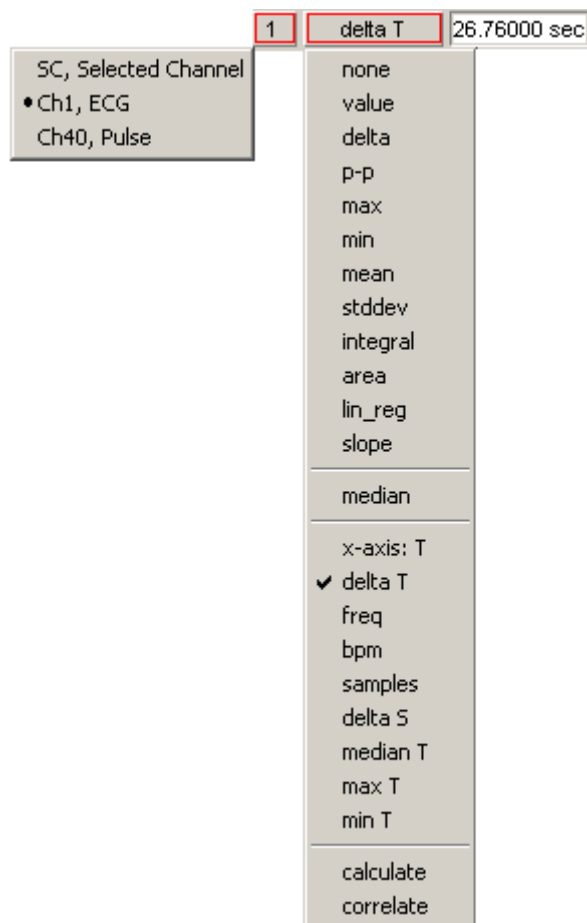 1 delta T 26.76000 sec
SC, Selected Channel
Ch1, ECG
Ch40, Pulse
none
value
delta
p-p
max
min
mean
stddev
integral
area
lin_reg
slope
median
x-axis: T
delta T
freq
bpm
samples
delta S
median T
max T
min T
calculate
correlate